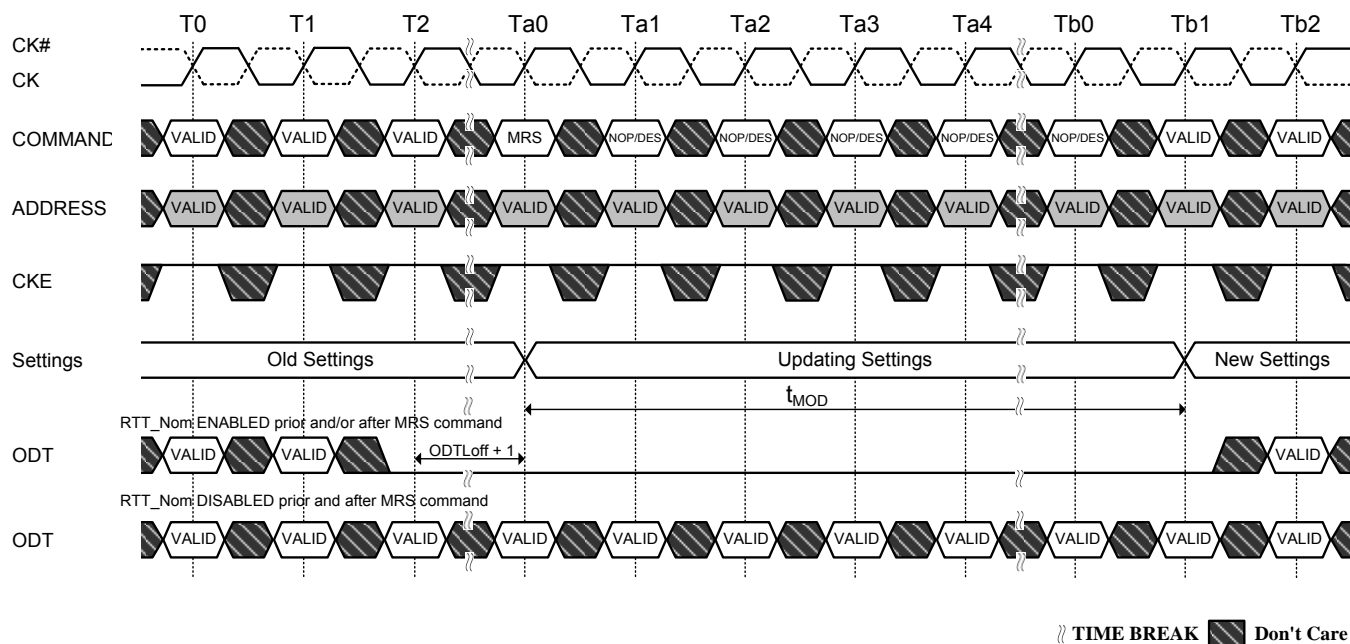 T0 T1 T2 Ta0 Ta1 Ta2 Ta3 Ta4 Tb0 Tb1 Tb2
CK#
CK
COMMAND VALID VALID VALID MRS NOP/DES NOP/DES NOP/DES NOP/DES NOP/DES VALID VALID
ADDRESS VALID VALID VALID VALID VALID VALID VALID VALID VALID VALID VALID
CKE
Settings Old Settings Updating Settings New Settings
tMOD
RTT_Nom ENABLED prior and/or after MRS command
ODT VALID VALID ODTLoff + 1 VALID
RTT_Nom DISABLED prior and after MRS command
ODT VALID VALID VALID VALID VALID VALID VALID VALID VALID VALID VALID
TIME BREAK Don't Care